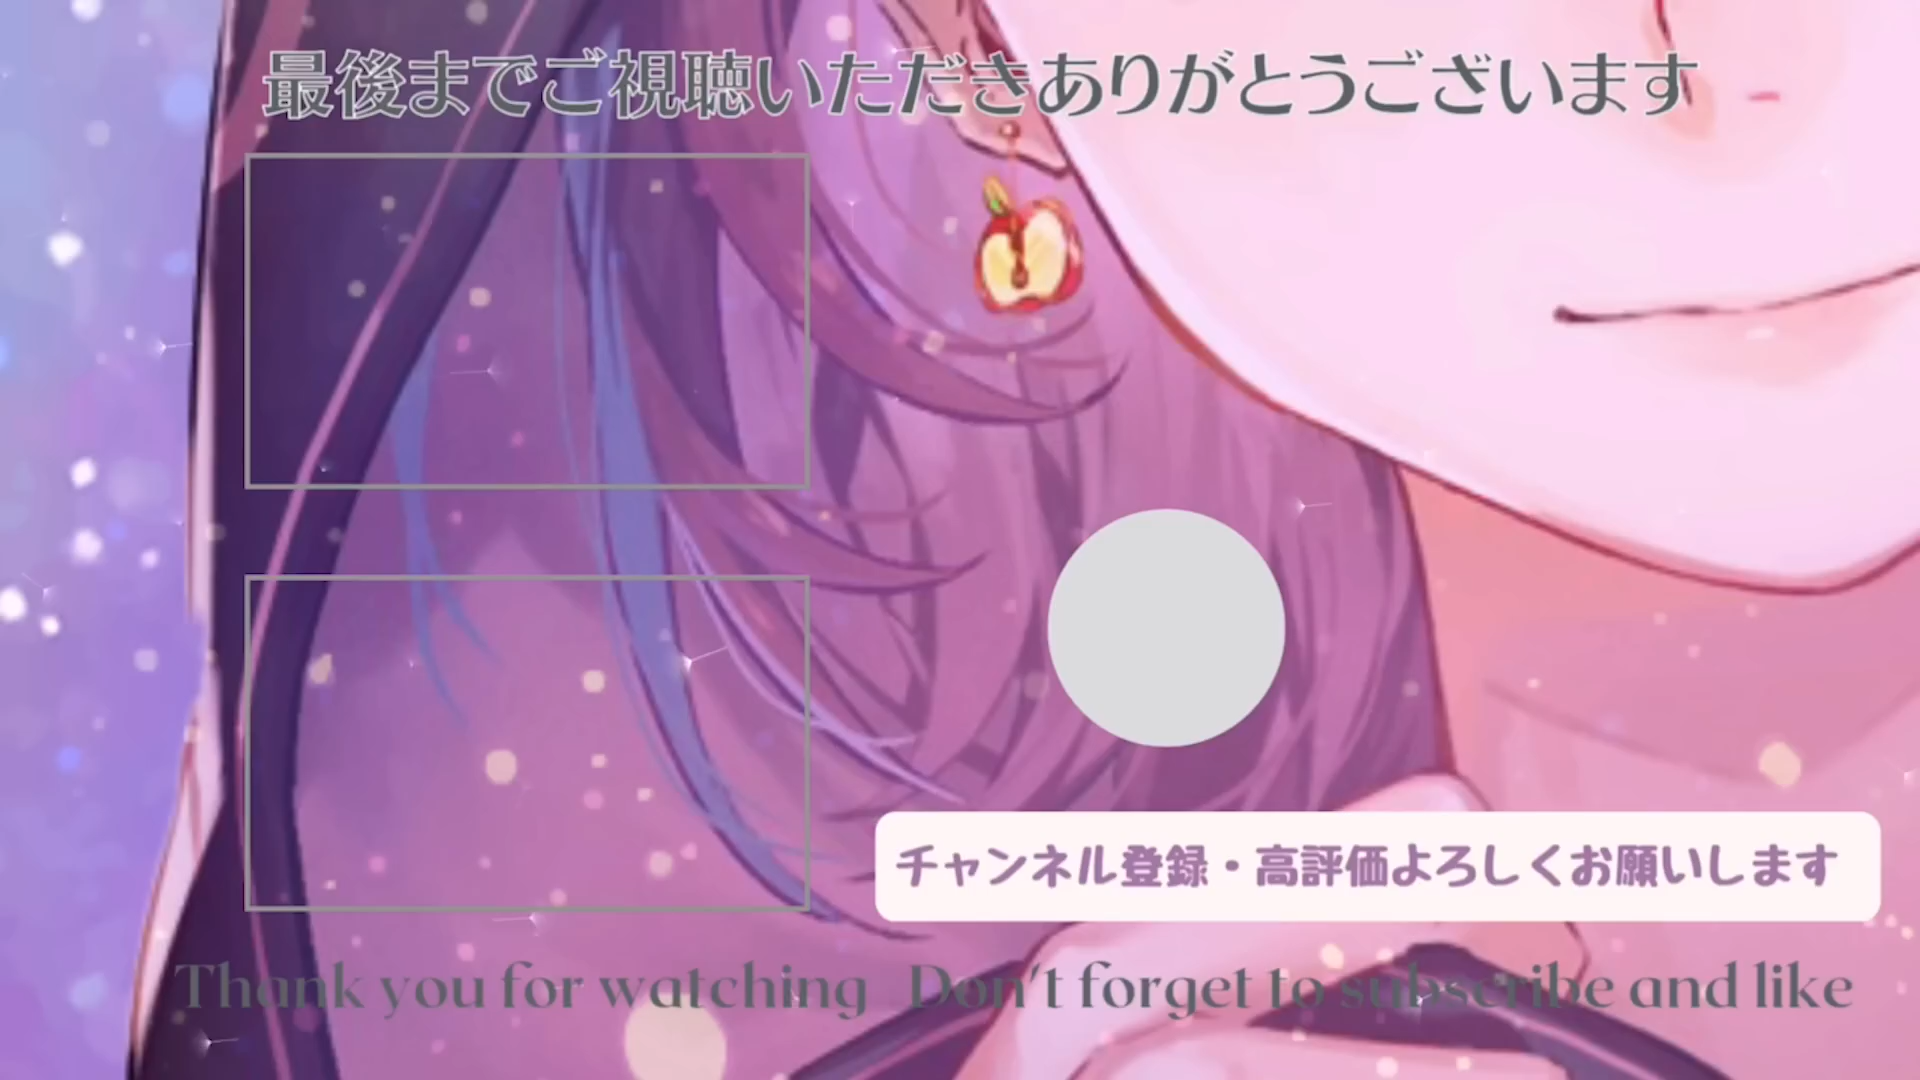 最後までご視聴いただきありがとうございます
チャンネル登録・高評価よろしくお願いします
Thank you for watching Don't forget to subscribe and like